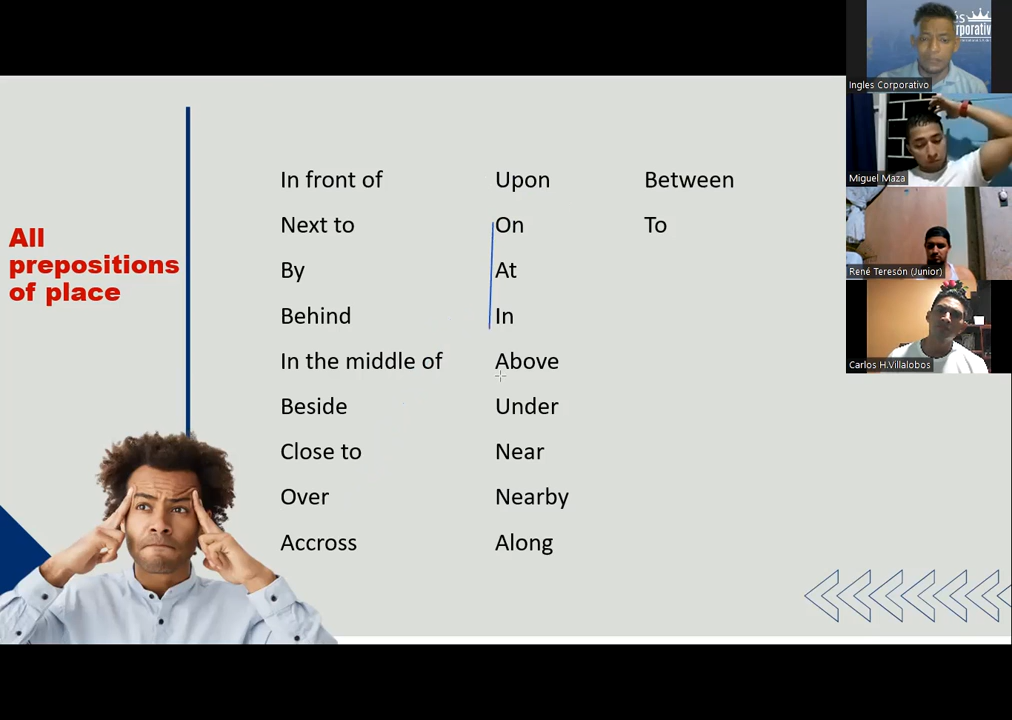 All
prepositions
of place
In front of
Next to
By
Behind
In the middle of
Beside
Close to
Over
Accross
Upon
On
At
In
Above
Under
Near
Nearby
Along
Between
To
és
rporativ
Ingles Corporativo
Miguel Maza
René Teresón (Junior)
Carlos H.Villalobos